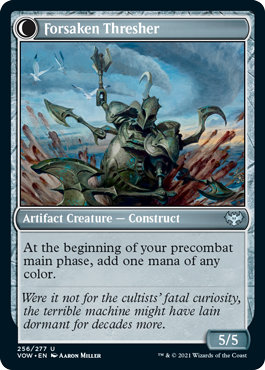 Forsaken Thresher
Artifact Creature — Construct
At the beginning of your precombat
main phase, add one mana of any
color.
Were it not for the cultists' fatal curiosity,
the terrible machine might have lain
dormant for decades more.
5/5
256/277 U
VOW • EN AARON MILLER
™ & © 2021 Wizards of the Coast